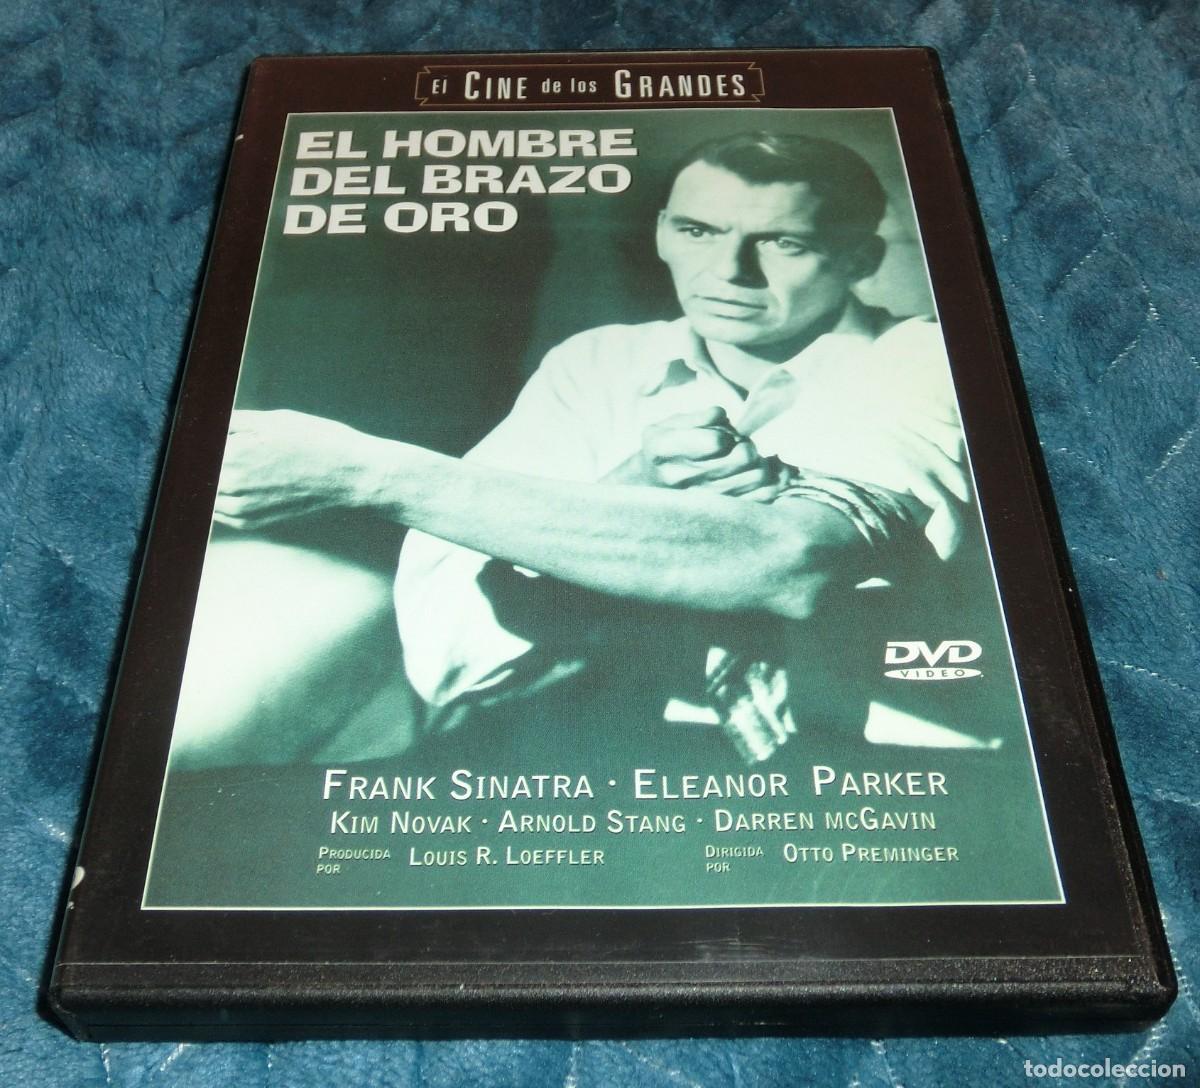 El CINE de los GRANDES
EL HOMBRE
DEL BRAZO
DE ORO
DVD
VIDEO
FRANK SINATRA · ELEANOR PARKER
KIM NOVAK · ARNOLD STANG · DARREN MCGAVIN
PRODUCIDA POR LOUIS R. LOEFFLER DIRIGIDA POR OTTO PREMINGER
todocoleccion